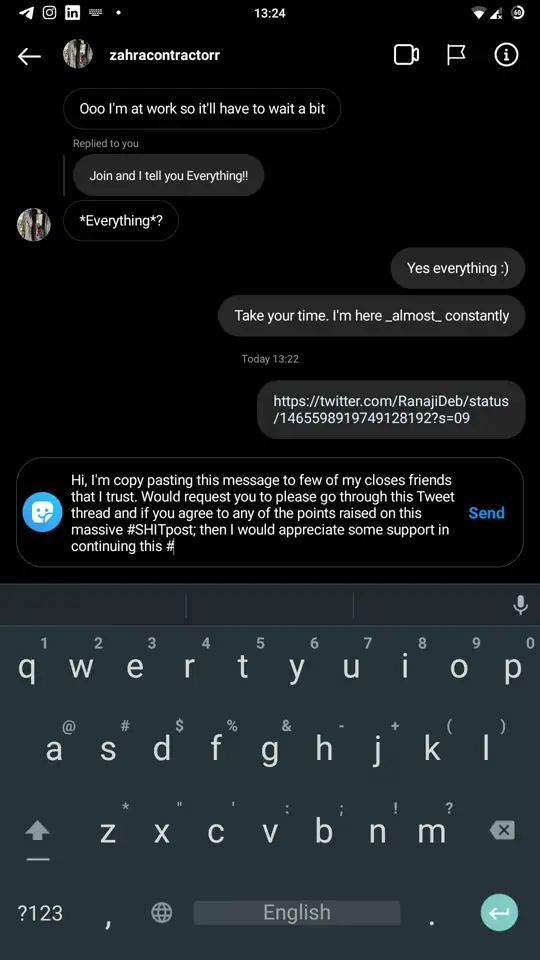 13:24
60
zahracontractorr
Ooo I'm at work so it'll have to wait a bit
Replied to you
Join and I tell you Everything!!
*Everything*?
Yes everything :)
Take your time. I'm here _almost_ constantly
Today 13:22
https://twitter.com/RanajiDeb/status
/1465598919749128192?s=09
Hi, I'm copy pasting this message to few of my closes friends
that I trust. Would request you to please go through this Tweet
thread and if you agree to any of the points raised on this
massive #SHITpost; then I would appreciate some support in
continuing this #
Send
1 2 3 4 5 6 7 8 9 0
q w e r t y u i o p
@ # $ % & - + ( )
a s d f g h j k l
* " ' : ; ! ?
z x c v b n m
?123 , English .